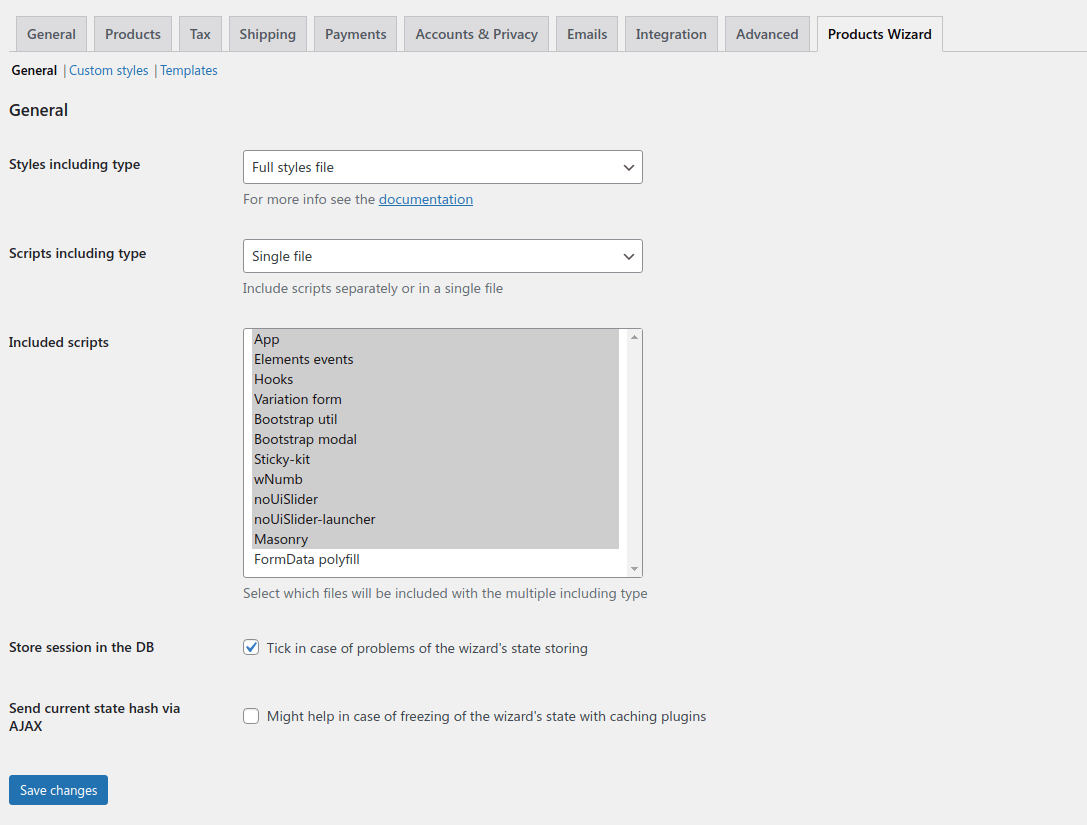 General Products Tax Shipping Payments Accounts & Privacy Emails Integration Advanced Products Wizard
General | Custom styles | Templates
General
Styles including type
Full styles file
For more info see the documentation
Scripts including type
Single file
Include scripts separately or in a single file
Included scripts
App
Elements events
Hooks
Variation form
Bootstrap util
Bootstrap modal
Sticky-kit
wNumb
noUiSlider
noUiSlider-launcher
Masonry
FormData polyfill
Select which files will be included with the multiple including type
Store session in the DB
Tick in case of problems of the wizard's state storing
Send current state hash via
AJAX
Might help in case of freezing of the wizard's state with caching plugins
Save changes